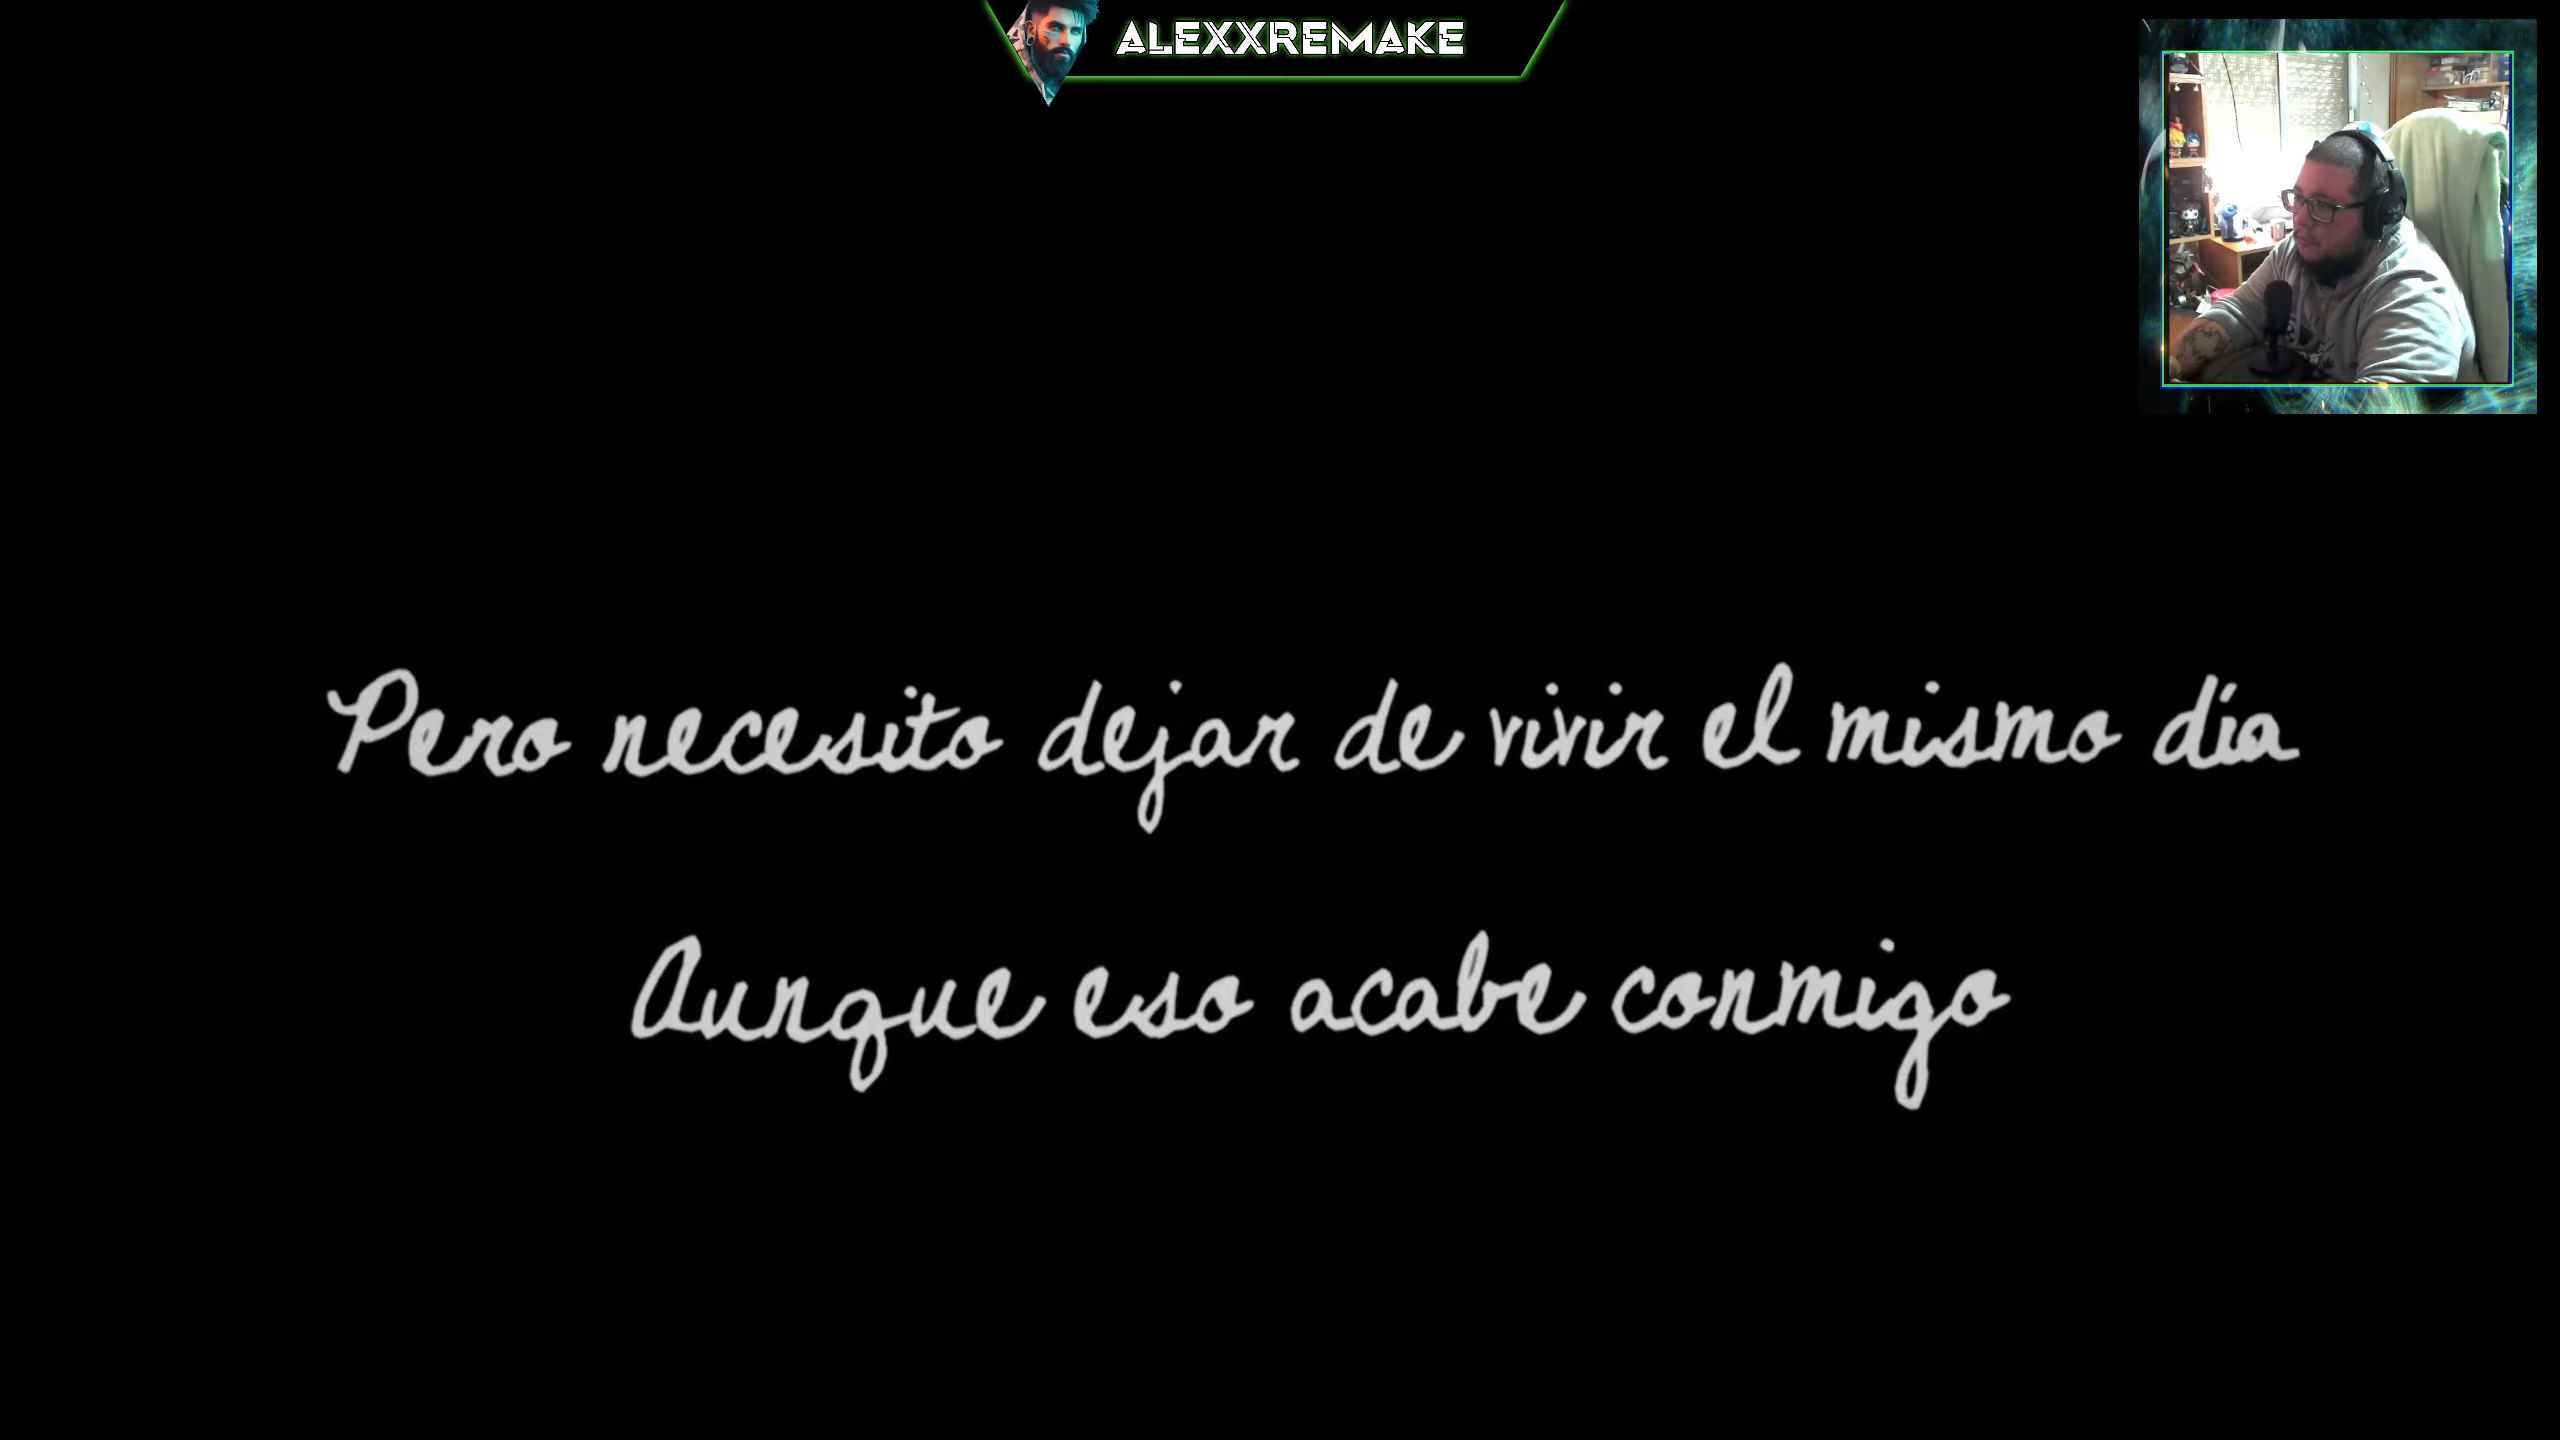 ALEXXREMAKE
Pero necesito dejar de vivir el mismo día
Aunque eso acabe conmigo